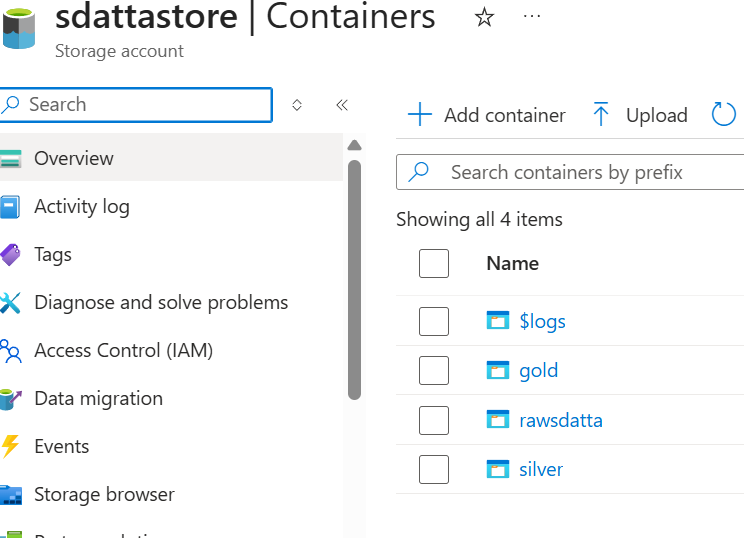 sdattastore | Containers
Storage account
Search
Overview
Activity log
Tags
Diagnose and solve problems
Access Control (IAM)
Data migration
Events
Storage browser
Add container
Upload
Search containers by prefix
Showing all 4 items
Name
$logs
gold
rawsdatta
silver